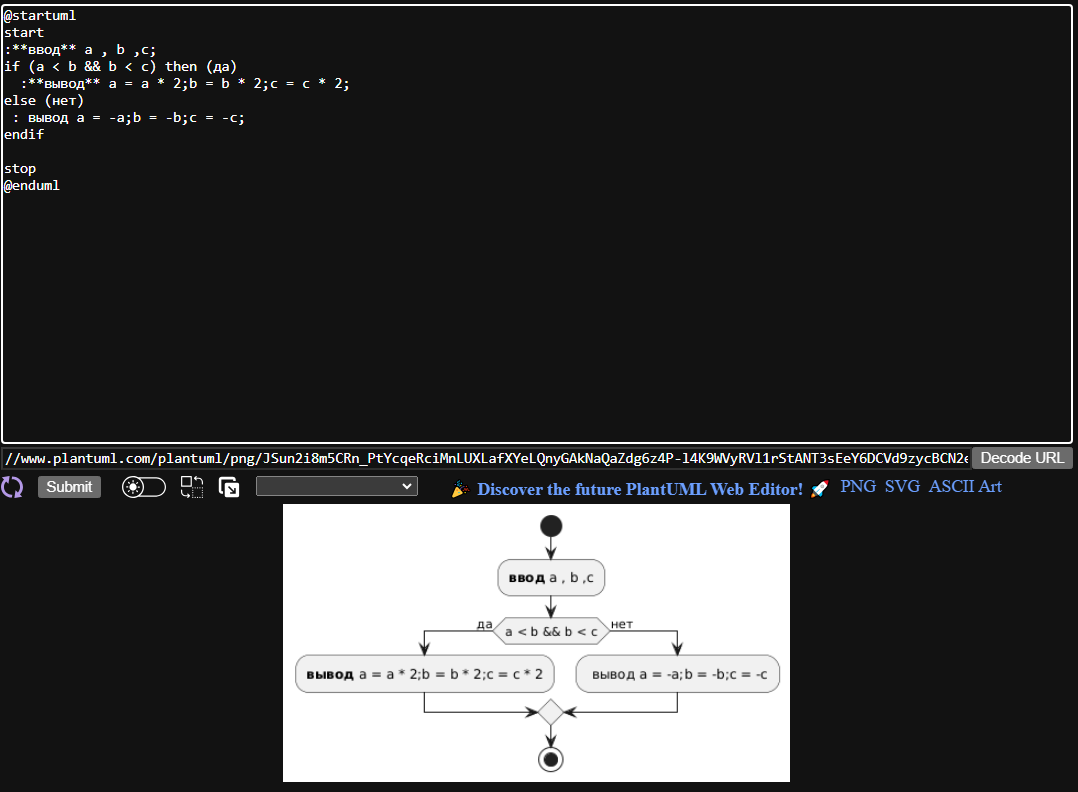 @startuml
start
:**ввод** a , b ,c;
if (a < b && b < c) then (да)
  :**вывод** a = a * 2;b = b * 2;c = c * 2;
else (нет)
 : вывод a = -a;b = -b;c = -c;
endif
stop
@enduml
//www.plantuml.com/plantuml/png/JSun2i8m5CRn_PtYcqeRciMnLUXLafXYeLQnyGAkNaQaZdg6z4P-l4K9WVyRVl1rStANT3sEeY6DCVd9zycBCN2e Decode URL
Submit Discover the future PlantUML Web Editor! PNG SVG ASCII Art
ввод a , b ,c
да a < b && b < c нет
вывод a = a * 2;b = b * 2;c = c * 2 вывод a = -a;b = -b;c = -c